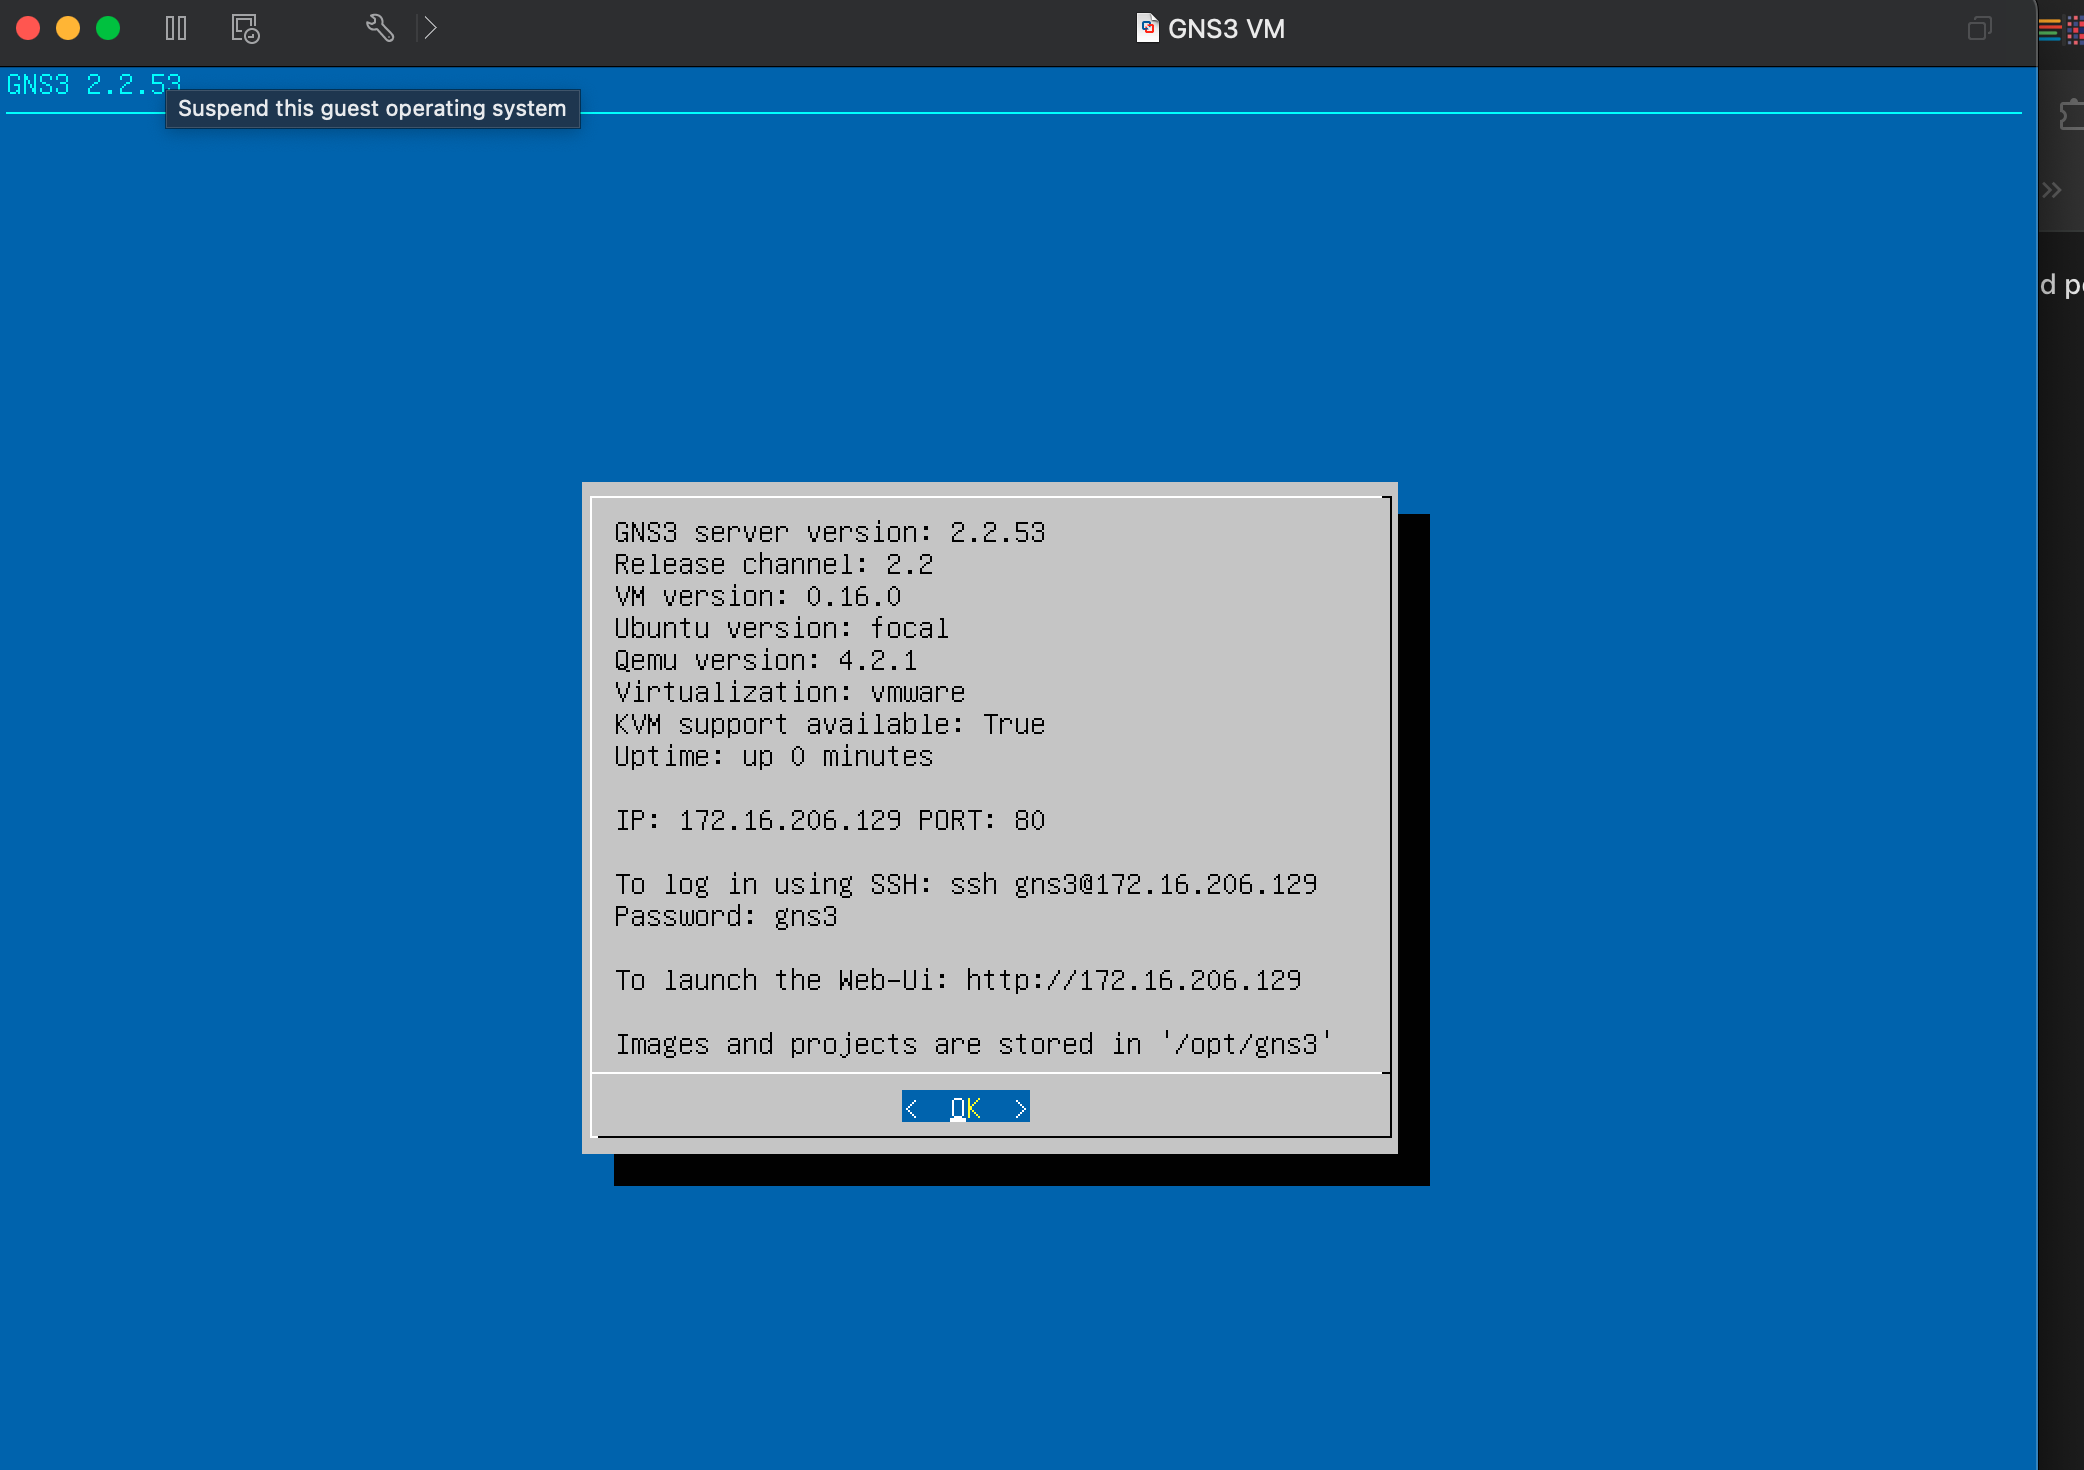 GNS3 VM
GNS3 2.2.53
Suspend this guest operating system
GNS3 server version: 2.2.53
Release channel: 2.2
VM version: 0.16.0
Ubuntu version: focal
Qemu version: 4.2.1
Virtualization: vmware
KVM support available: True
Uptime: up 0 minutes
IP: 172.16.206.129 PORT: 80
To log in using SSH: ssh gns3@172.16.206.129
Password: gns3
To launch the Web-Ui: http://172.16.206.129
Images and projects are stored in '/opt/gns3'
< OK >